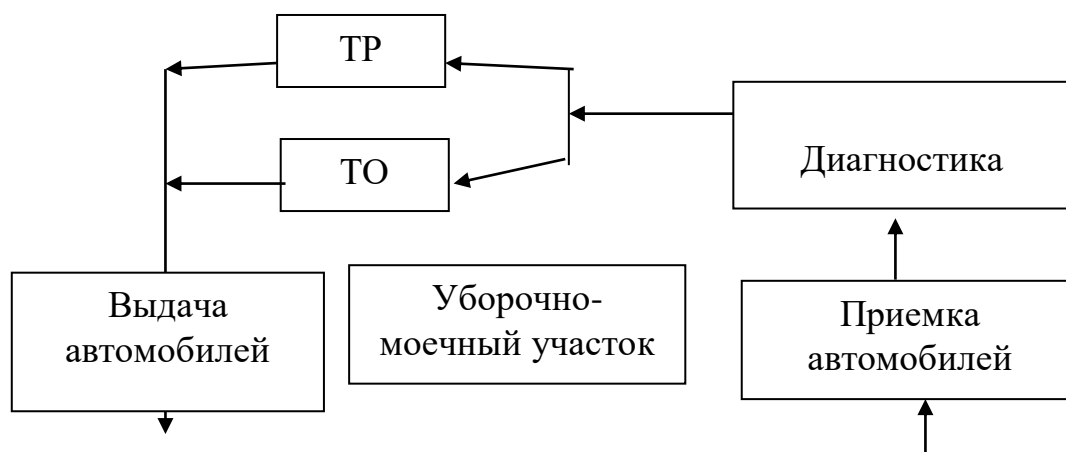 ТР
ТО
Диагностика
Выдача
автомобилей
Уборочно-
моечный участок
Приемка
автомобилей